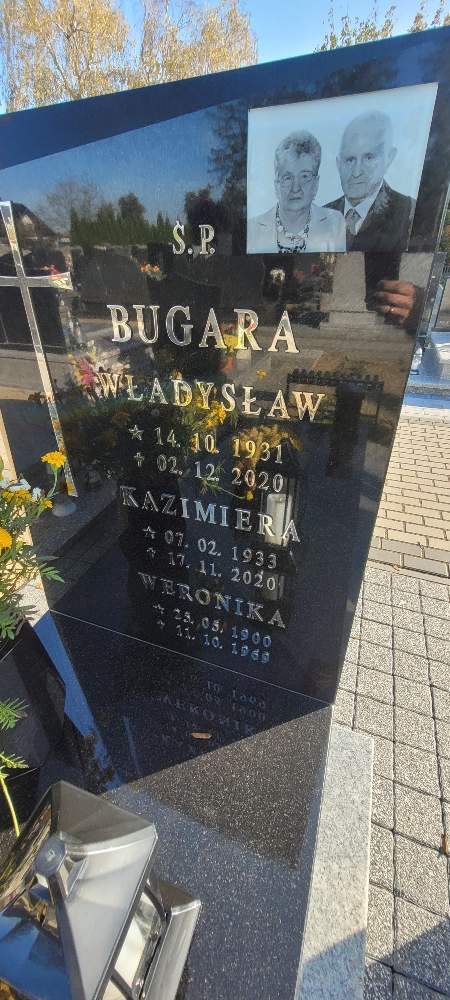 Ś.P.
BUGARA
WŁADYSŁAW
* 14. 10. 1931
† 02. 12. 2020
KAZIMIERA
* 07. 02. 1933
† 17. 11. 2020
WERONIKA
* 23. 05. 1900
† 11. 10. 1969